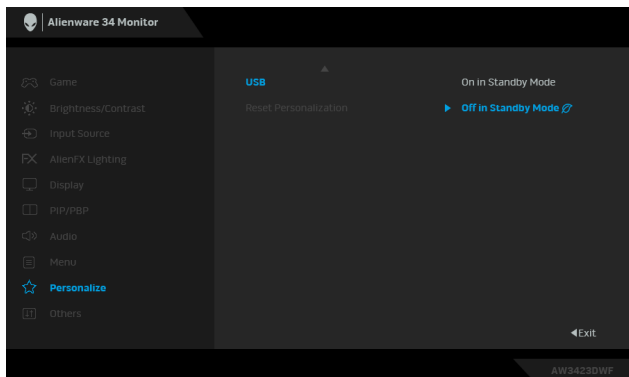 Alienware 34 Monitor
Game
Brightness/Contrast
Input Source
AlienFX Lighting
Display
PIP/PBP
Audio
Menu
Personalize
Others
USB
Reset Personalization
On in Standby Mode
Off in Standby Mode
Exit
AW3423DWF